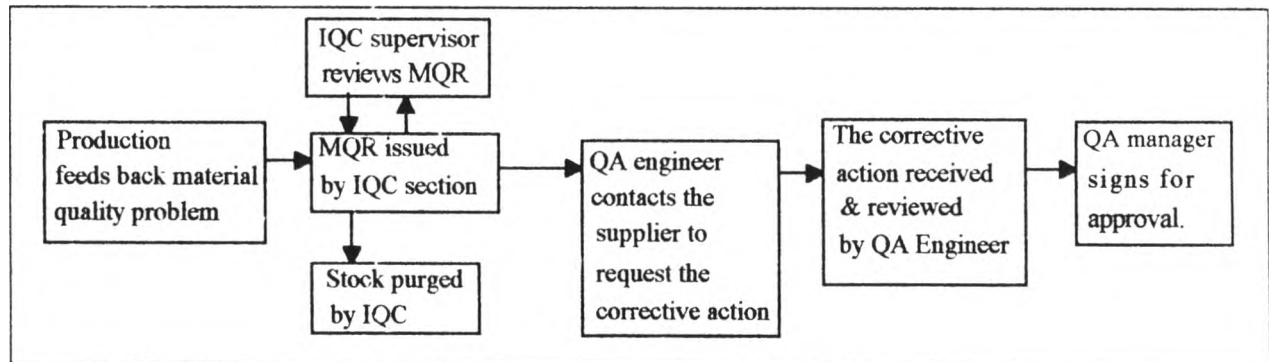 IQC supervisor
reviews MQR
Production
feeds back material
quality problem
MQR issued
by IQC section
Stock purged
by IQC
QA engineer
contacts the
supplier to
request the
corrective action
The corrective
action received
& reviewed
by QA Engineer
QA manager
signs for
approval.